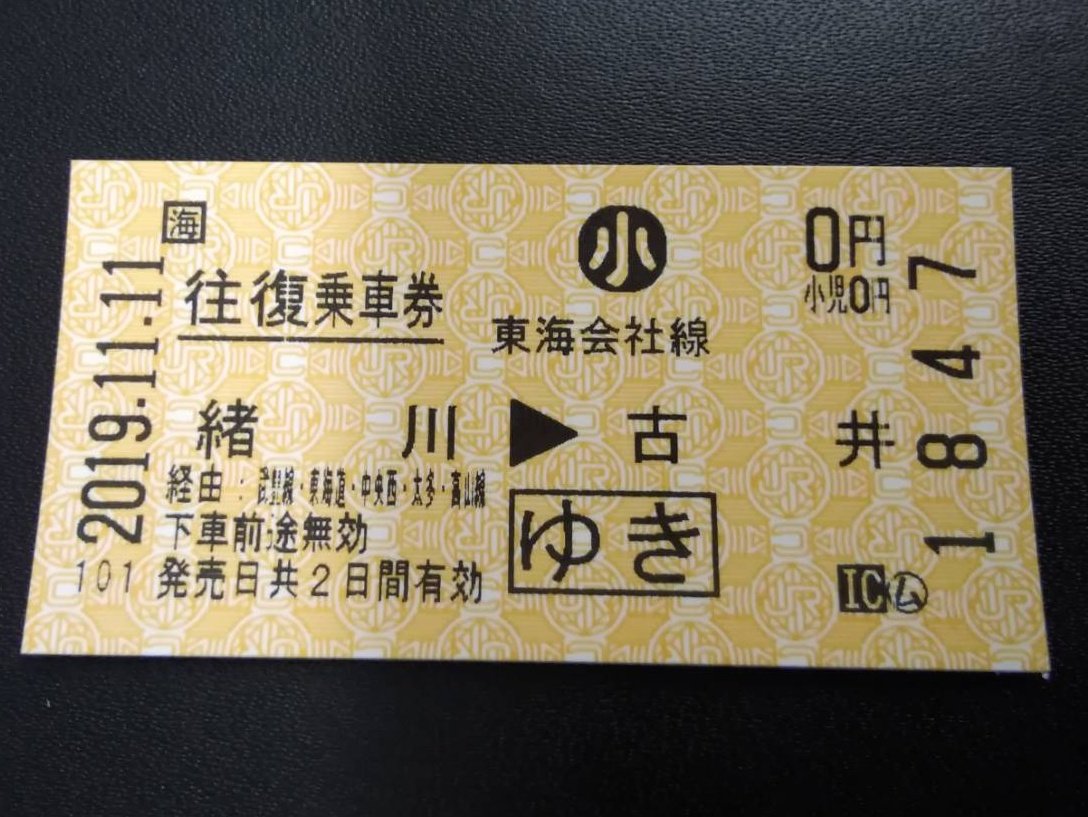 海
2019.11.11
往復乗車券
小
0円
小児0円
東海会社線
緒川▶古井
経由：武豊線・東海道・中央西・太多・高山線
下車前途無効
ゆき
101 発売日共2日間有効
ICム
1847